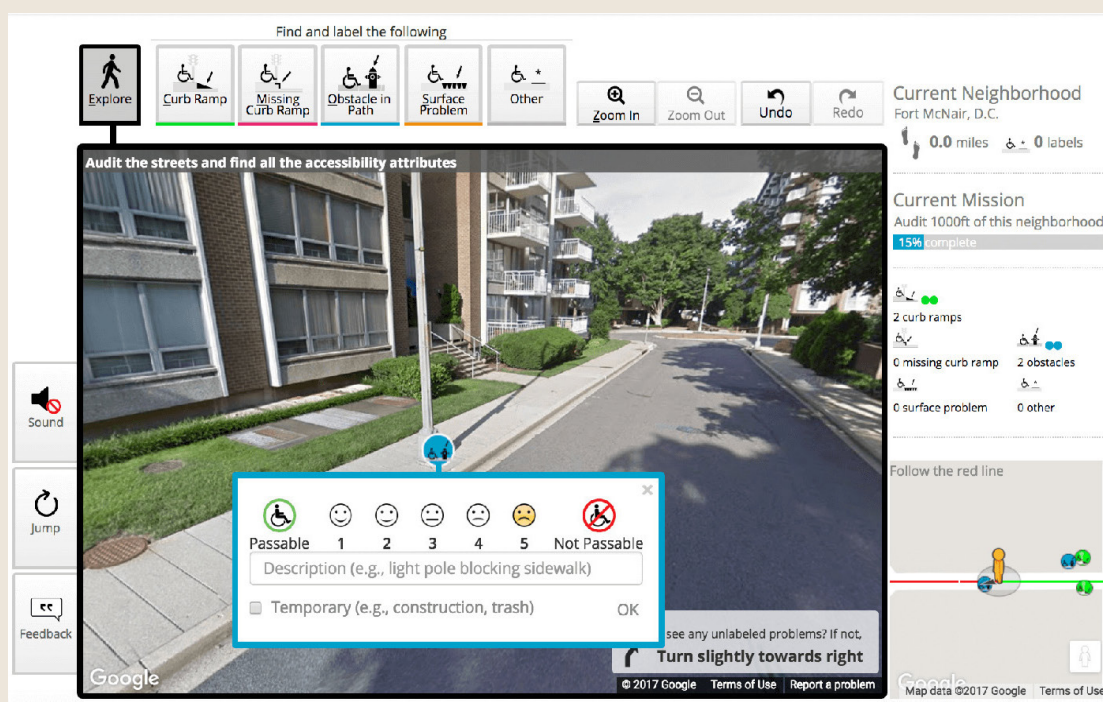 Find and label the following
Explore
Curb Ramp
Missing
Curb Ramp
Obstacle in
Path
Surface
Problem
Other
Zoom In
Zoom Out
Undo
Redo
Audit the streets and find all the accessibility attributes
Sound
Jump
Feedback
Passable
1
2
3
4
5
Not Passable
Description (e.g., light pole blocking sidewalk)
Temporary (e.g., construction, trash)
OK
see any unlabeled problems? If not,
Turn slightly towards right
Google
© 2017 Google Terms of Use Report a problem
Current Neighborhood
Fort McNair, D.C.
0.0 miles
0 labels
Current Mission
Audit 1000ft of this neighborhood
15% complete
2 curb ramps
0 missing curb ramp
2 obstacles
0 surface problem
0 other
Follow the red line
Google
Map data ©2017 Google Terms of Use